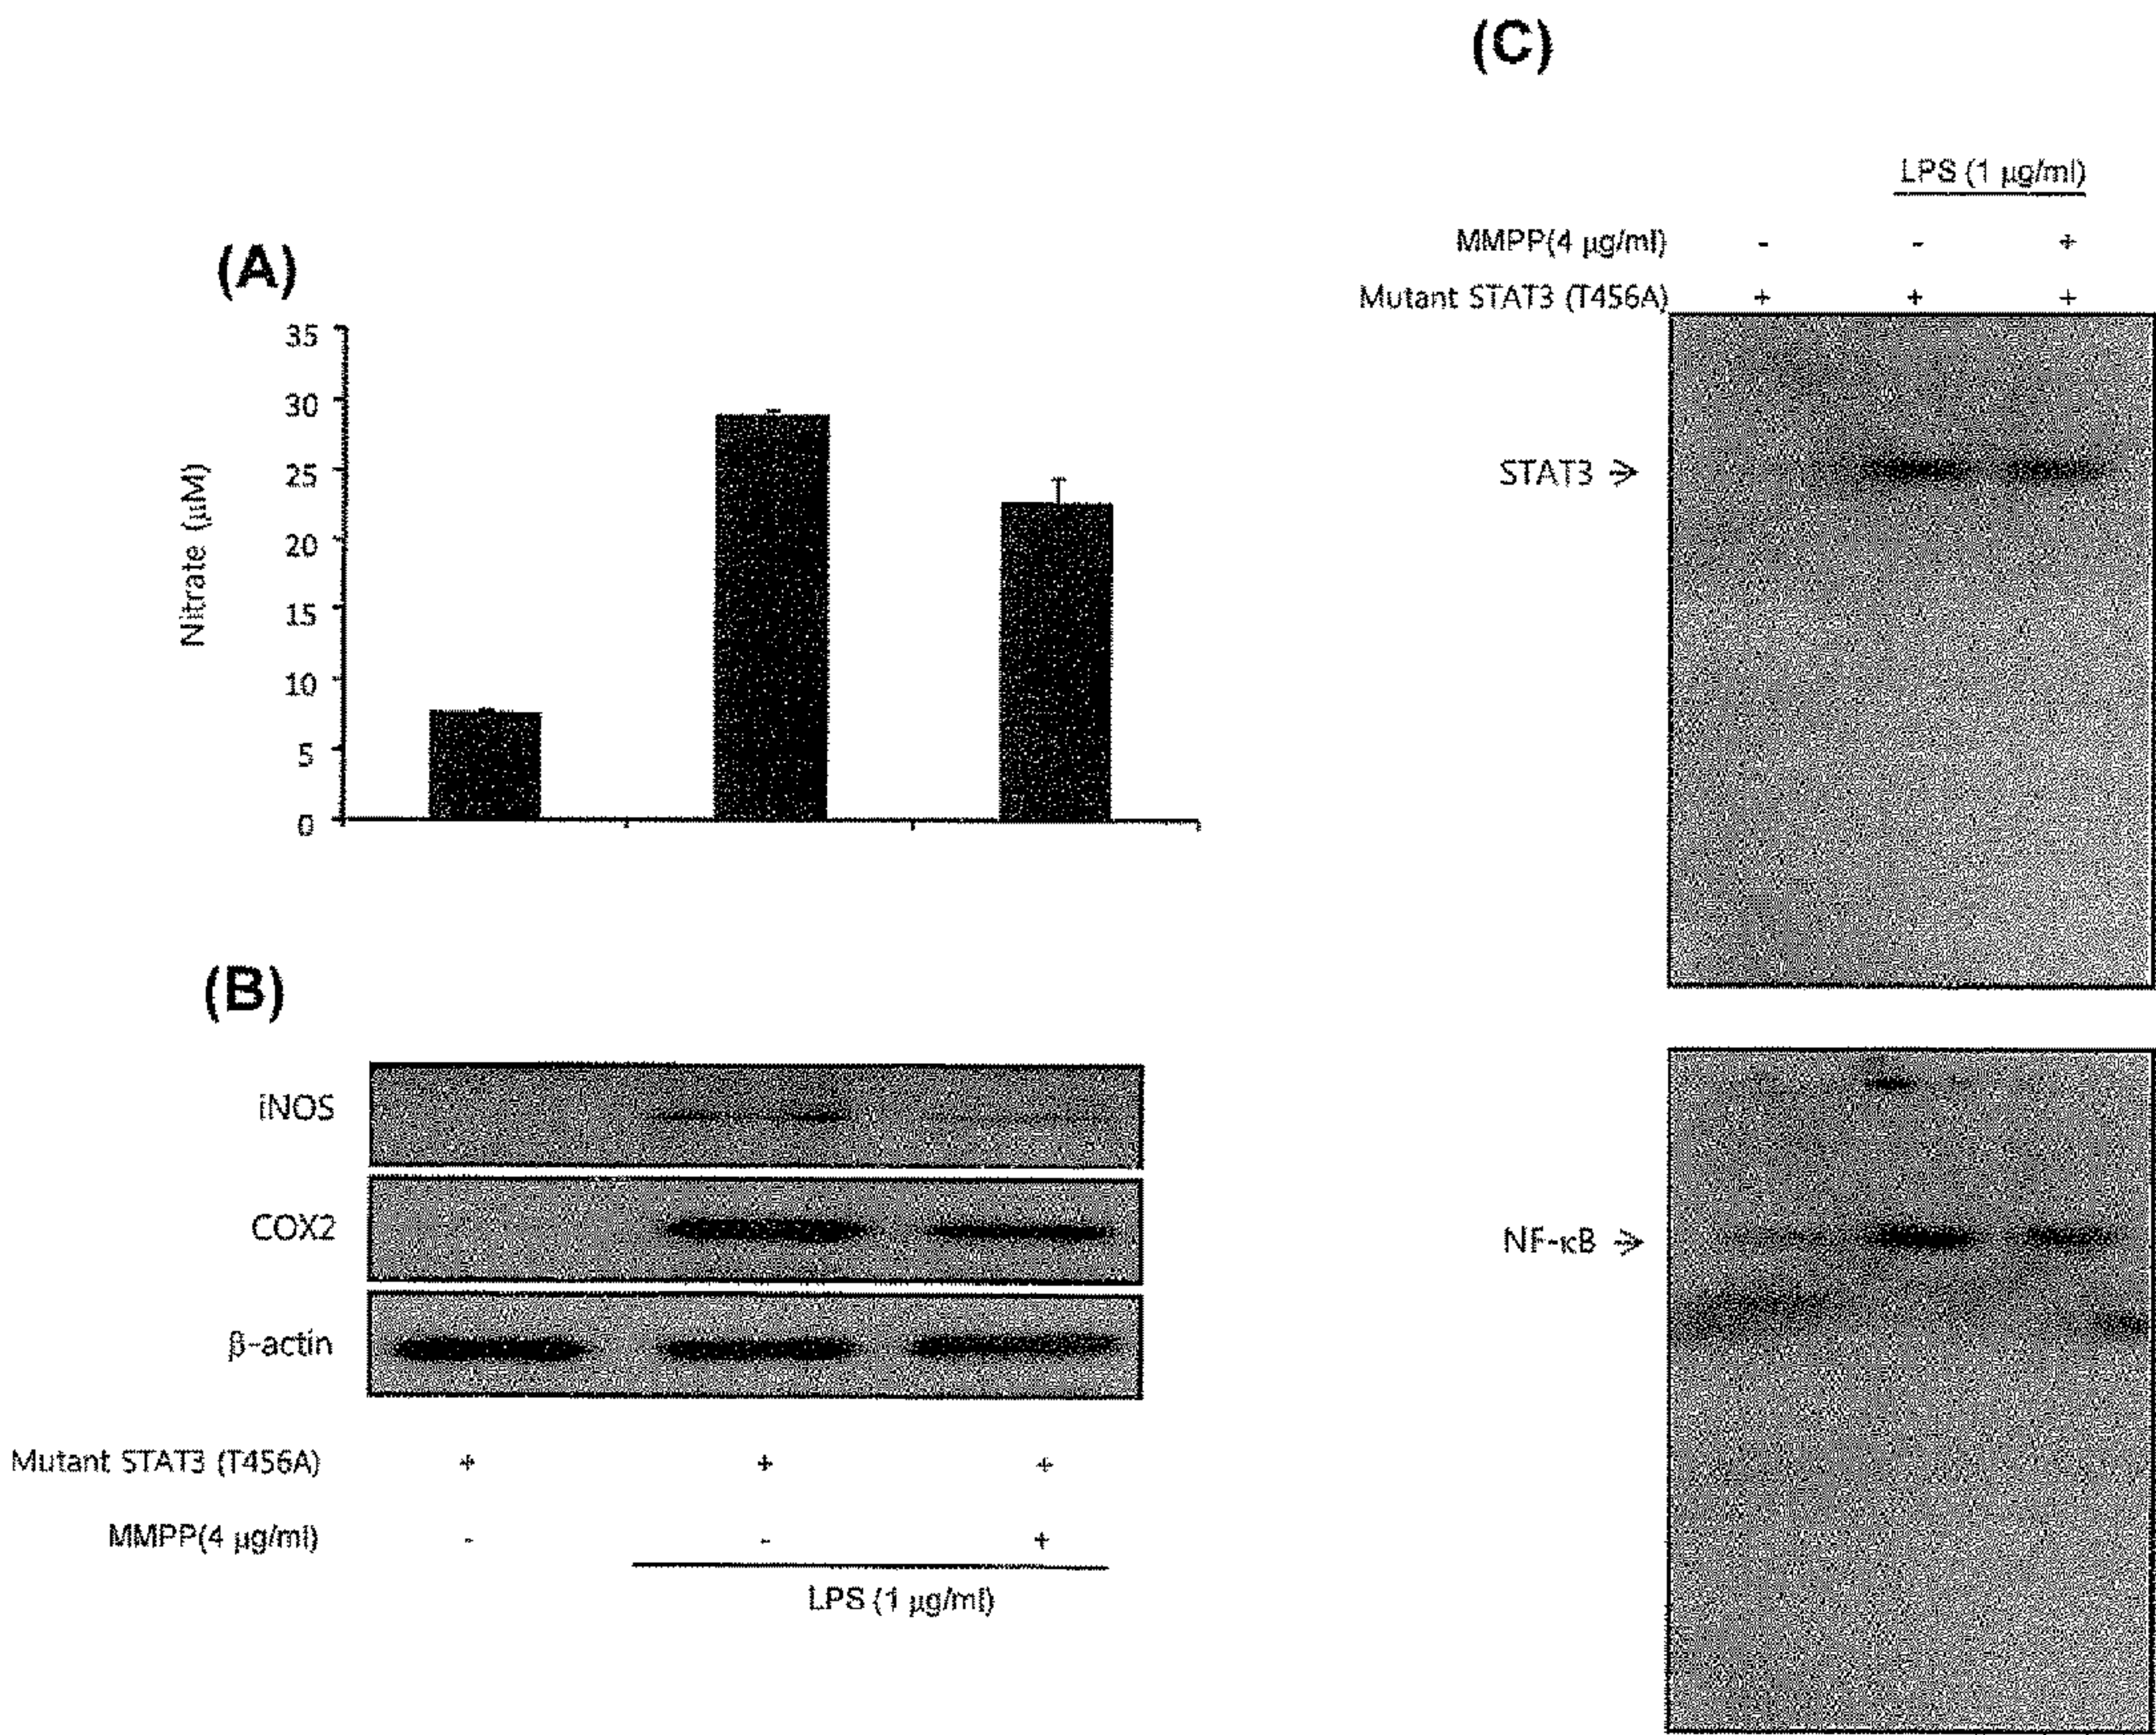 (A)
35
30
25
20
15
10
5
0
Nitrate (μM)
(B)
iNOS
COX2
β-actin
Mutant STAT3 (T456A) + + +
MMPP(4 μg/ml) - - +
LPS (1 μg/ml)
(C)
LPS (1 μg/ml)
MMPP(4 μg/ml) - - +
Mutant STAT3 (T456A) + + +
STAT3
NF-κB